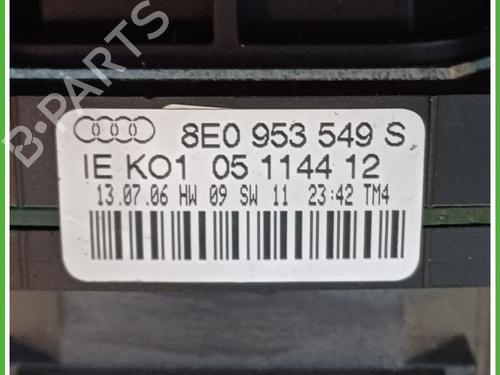 8E0 953 549 S
IE KO1 05 1144 12
13.07.06 HW 09 SW 11 23:42 TM4
B-PARTS